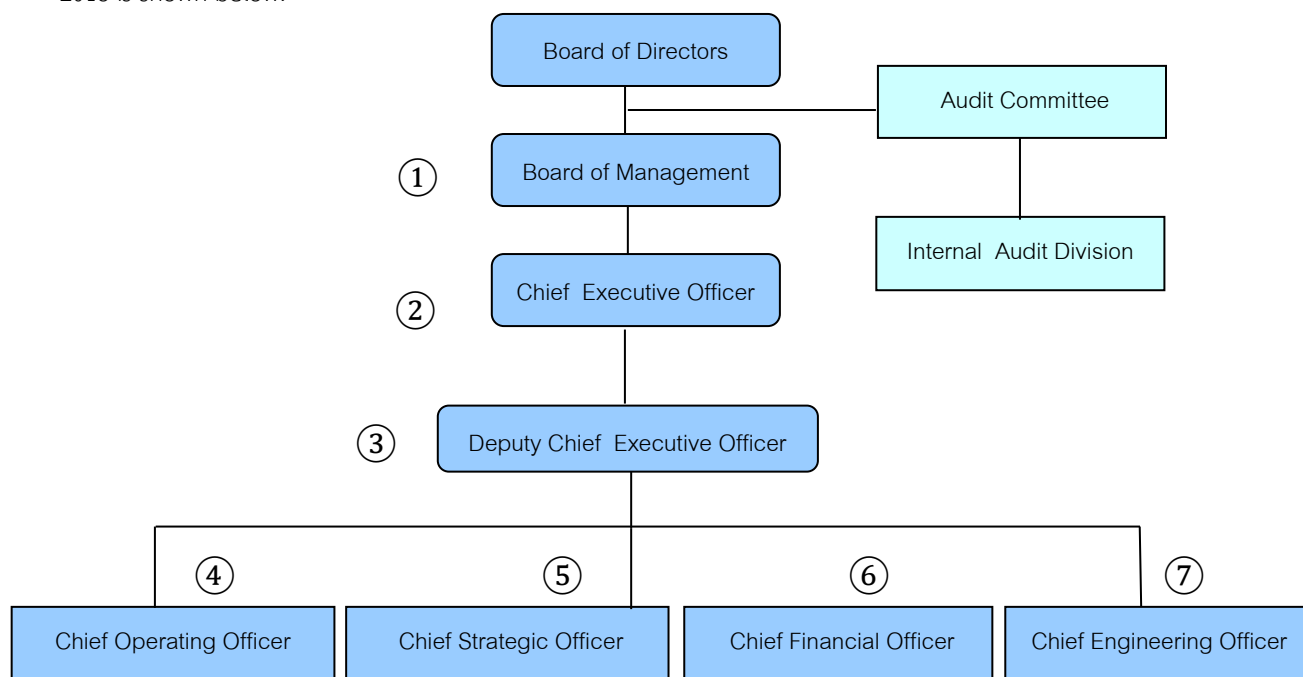 Board of Directors
Audit Committee
① Board of Management
Internal Audit Division
② Chief Executive Officer
③ Deputy Chief Executive Officer
④ ⑤ ⑥ ⑦
Chief Operating Officer Chief Strategic Officer Chief Financial Officer Chief Engineering Officer